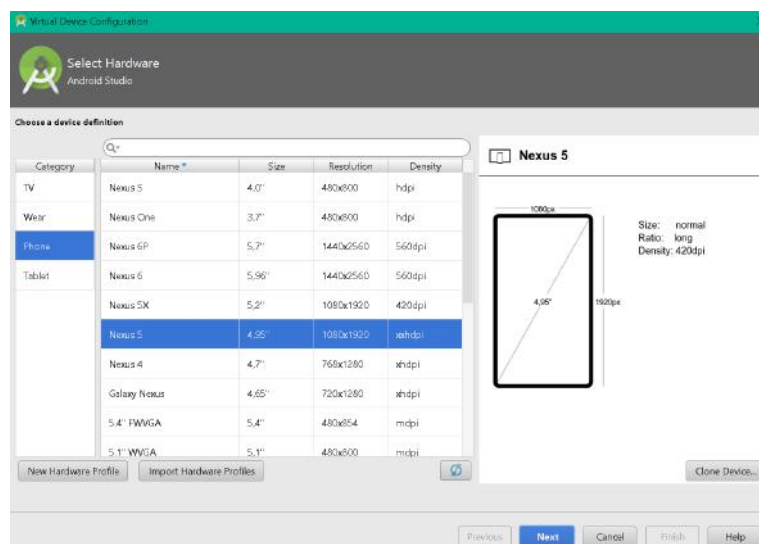 Virtual Device Configuration
Select Hardware
Android Studio
Choose a device definition
Category Name Size Resolution Density
TV
Wear
Phone
Tablet
Nexus S 4,0" 480x800 hdpi
Nexus One 3,7" 480x800 hdpi
Nexus 6P 5,7" 1440x2560 560dpi
Nexus 6 5,96" 1440x2560 560dpi
Nexus 5X 5,2" 1080x1920 420dpi
Nexus 5 4,95" 1080x1920 xxhdpi
Nexus 4 4,7" 768x1280 xhdpi
Galaxy Nexus 4,65" 720x1280 xhdpi
5.4" FWVGA 5,4" 480x854 mdpi
5.1" WVGA 5,1" 480x800 mdpi
New Hardware Profile Import Hardware Profiles
Nexus 5
1080px
4,95"
1920px
Size: normal
Ratio: long
Density: 420dpi
Clone Device...
Previous Next Cancel Finish Help